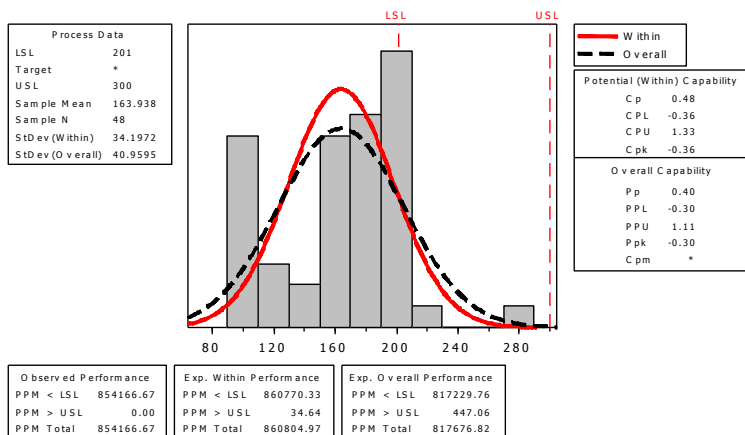 LSL USL
Process Data
LSL 201
Target *
USL 300
Sample Mean 163.938
Sample N 48
StDev(Within) 34.1972
StDev(Overall) 40.9595
Within
Overall
Potential (Within) Capability
Cp 0.48
CPL -0.36
CPU 1.33
Cpk -0.36
Overall Capability
Pp 0.40
PPL -0.30
PPU 1.11
Ppk -0.30
Cpm *
80 120 160 200 240 280
Observed Performance
PPM < LSL 854166.67
PPM > USL 0.00
PPM Total 854166.67
Exp. Within Performance
PPM < LSL 860770.33
PPM > USL 34.64
PPM Total 860804.97
Exp. Overall Performance
PPM < LSL 817229.76
PPM > USL 447.06
PPM Total 817676.82